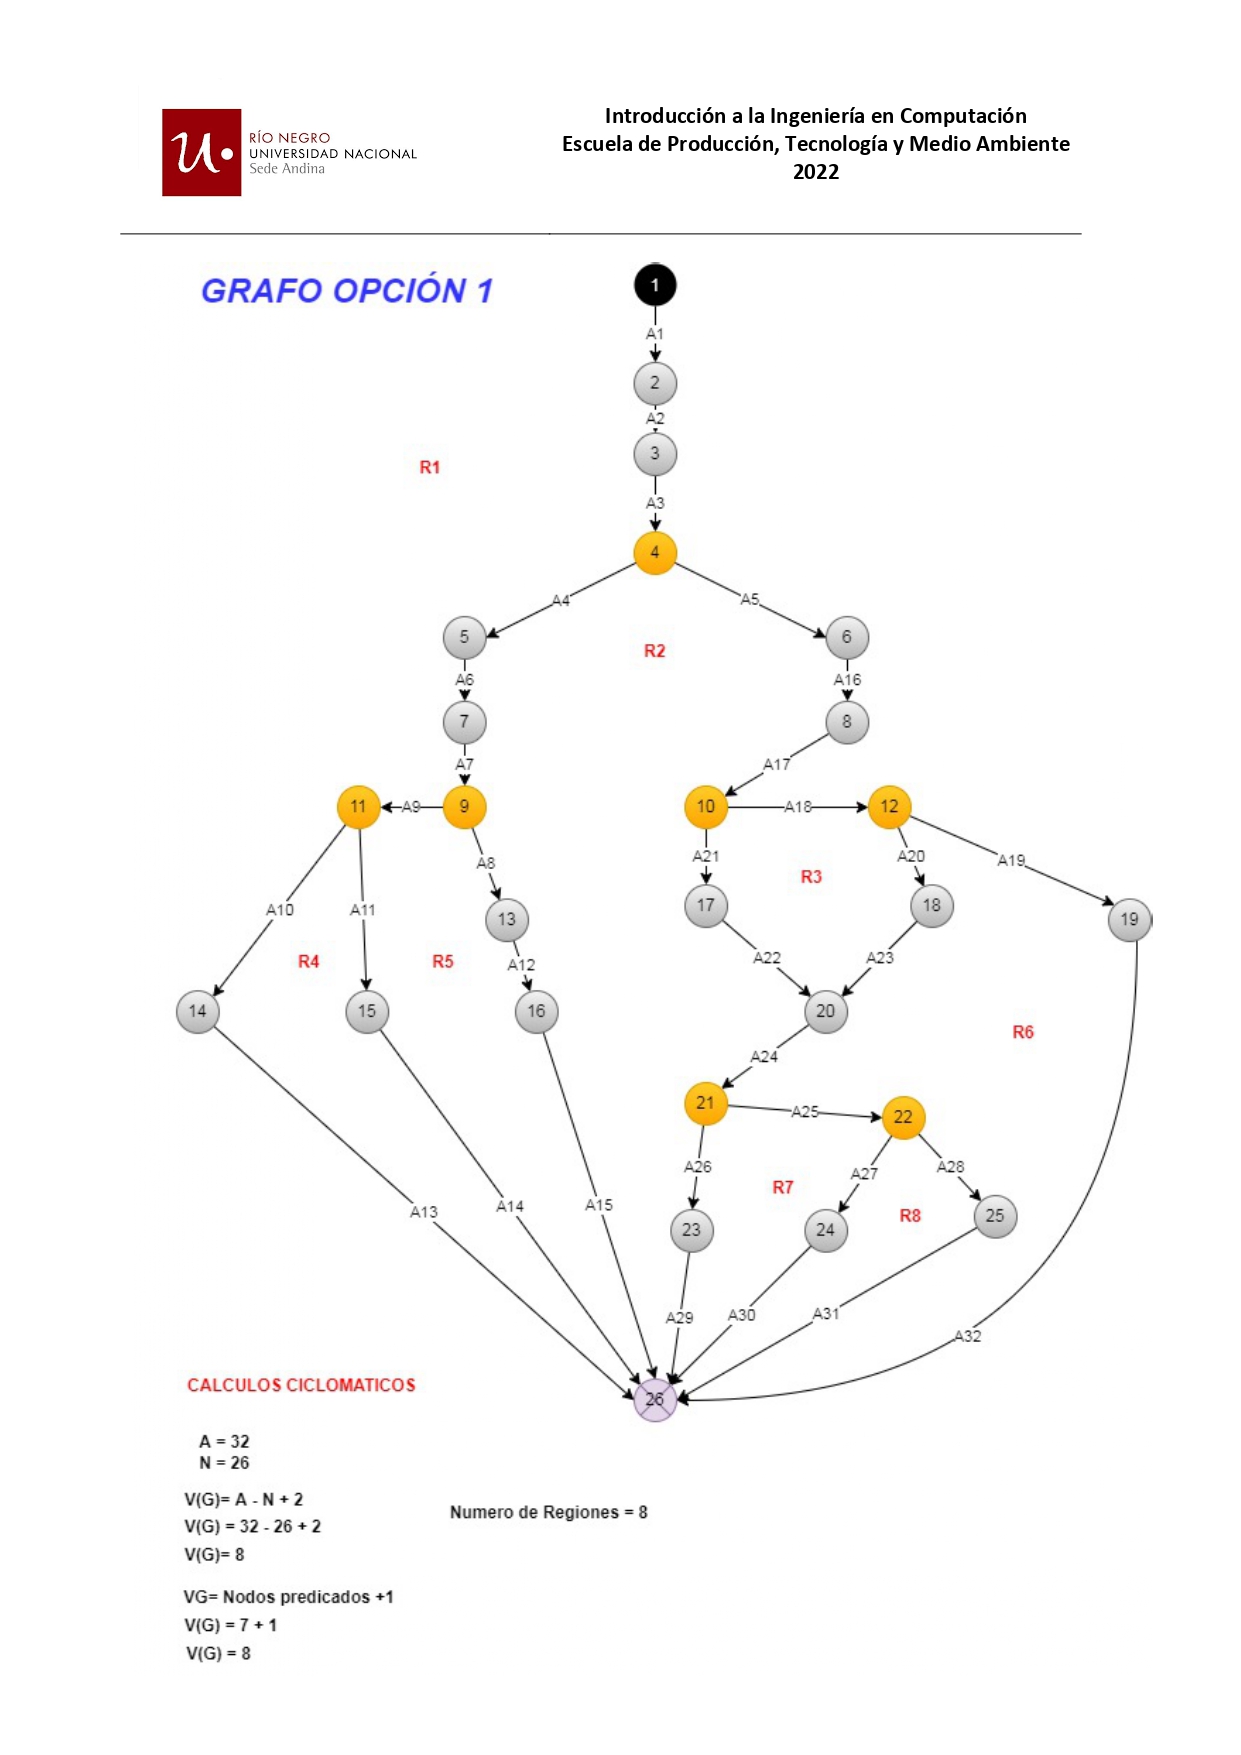 u.
RÍO NEGRO
UNIVERSIDAD NACIONAL
Sede Andina
Introducción a la Ingeniería en Computación
Escuela de Producción, Tecnología y Medio Ambiente
2022
GRAFO OPCIÓN 1
1
A1
2
A2
3
R1
A3
4
A4
A5
5
6
R2
A6
A16
7
8
A7
A17
11
A9
9
10
A18
12
A8
A21
A20
A19
R3
A10
A11
13
17
18
19
R4
R5
A12
A22
A23
14
15
16
20
R6
A24
21
A25
22
A26
A27
A28
R7
A13
A14
A15
R8
25
23
24
A29
A30
A31
A32
26
CALCULOS CICLOMATICOS
A = 32
N = 26
V(G)= A - N + 2
Numero de Regiones = 8
V(G) = 32 - 26 + 2
V(G)= 8
VG= Nodos predicados +1
V(G) = 7 + 1
V(G) = 8